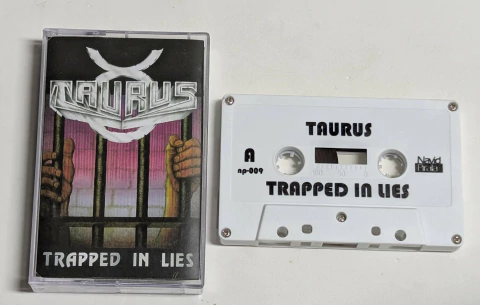 TAURUS
TRAPPED IN LIES
TAURUS
A
np-009
TRAPPED IN LIES